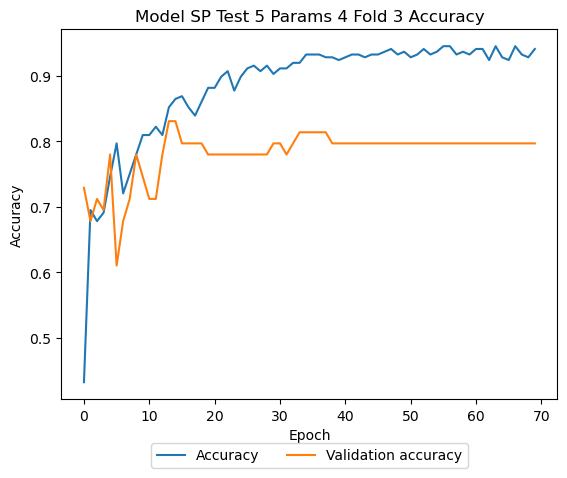 Model SP Test 5 Params 4 Fold 3 Accuracy
Accuracy
0.9
0.8
0.7
0.6
0.5
0 10 20 30 40 50 60 70
Epoch
Accuracy Validation accuracy